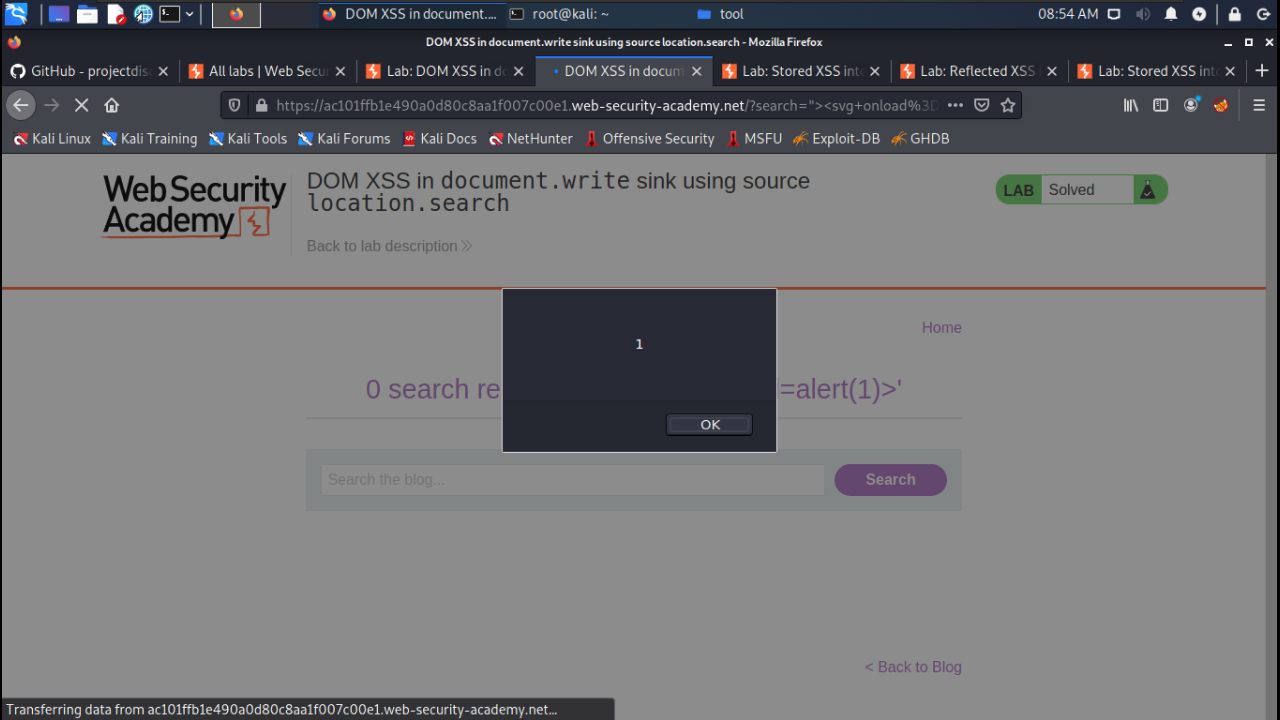 DOM XSS in document.... root@kali: ~ tool 08:54 AM
DOM XSS in document.write sink using source location.search - Mozilla Firefox
GitHub - projectdis All labs | Web Secur Lab: DOM XSS in do DOM XSS in docum Lab: Stored XSS into Lab: Reflected XSS Lab: Stored XSS into
https://ac101ffb1e490a0d80c8aa1f007c00e1.web-security-academy.net/?search="><svg+onload%3D
Kali Linux Kali Training Kali Tools Kali Forums Kali Docs NetHunter Offensive Security MSFU Exploit-DB GHDB
Web Security
Academy
DOM XSS in document.write sink using source
location.search
LAB Solved
Back to lab description
Home
1
0 search re =alert(1)>'
OK
Search the blog... Search
< Back to Blog
Transferring data from ac101ffb1e490a0d80c8aa1f007c00e1.web-security-academy.net...